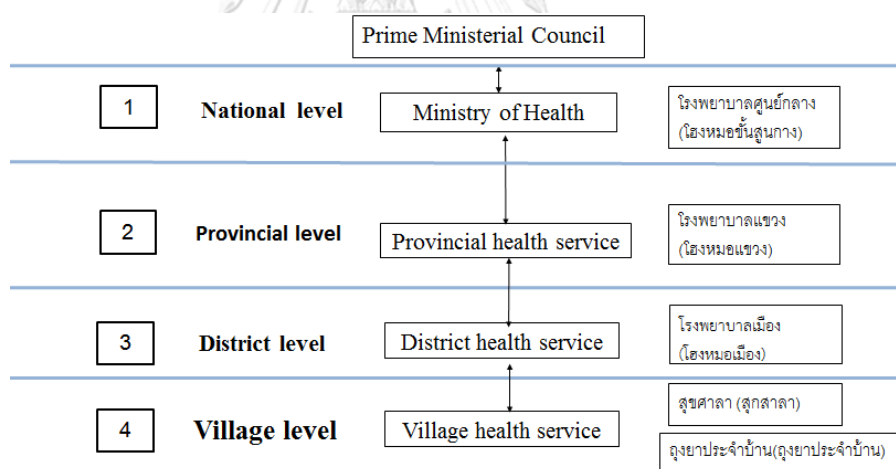 Prime Ministerial Council
1 National level Ministry of Health โรงพยาบาลศูนย์กลาง
(โฮงหมอขั้นสูนกาง)
2 Provincial level Provincial health service โรงพยาบาลแขวง
(โฮงหมอแขวง)
3 District level District health service โรงพยาบาลเมือง
(โฮงหมอเมือง)
4 Village level Village health service สุขศาลา (สุกสาลา)
ถุงยาประจำบ้าน(ถุงยาประจำบ้าน)